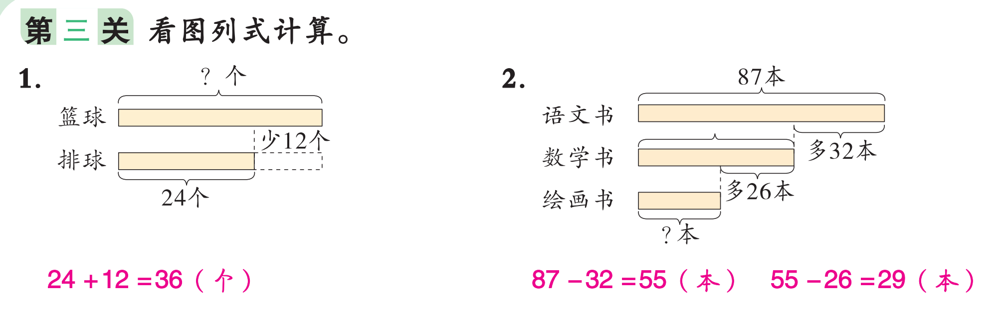 第三关 看图列式计算。
1.
? 个
篮球
少12个
排球
24个
24+12=36(个)
2.
87本
语文书
多32本
数学书
多26本
绘画书
?本
87-32=55(本) 55-26=29(本)